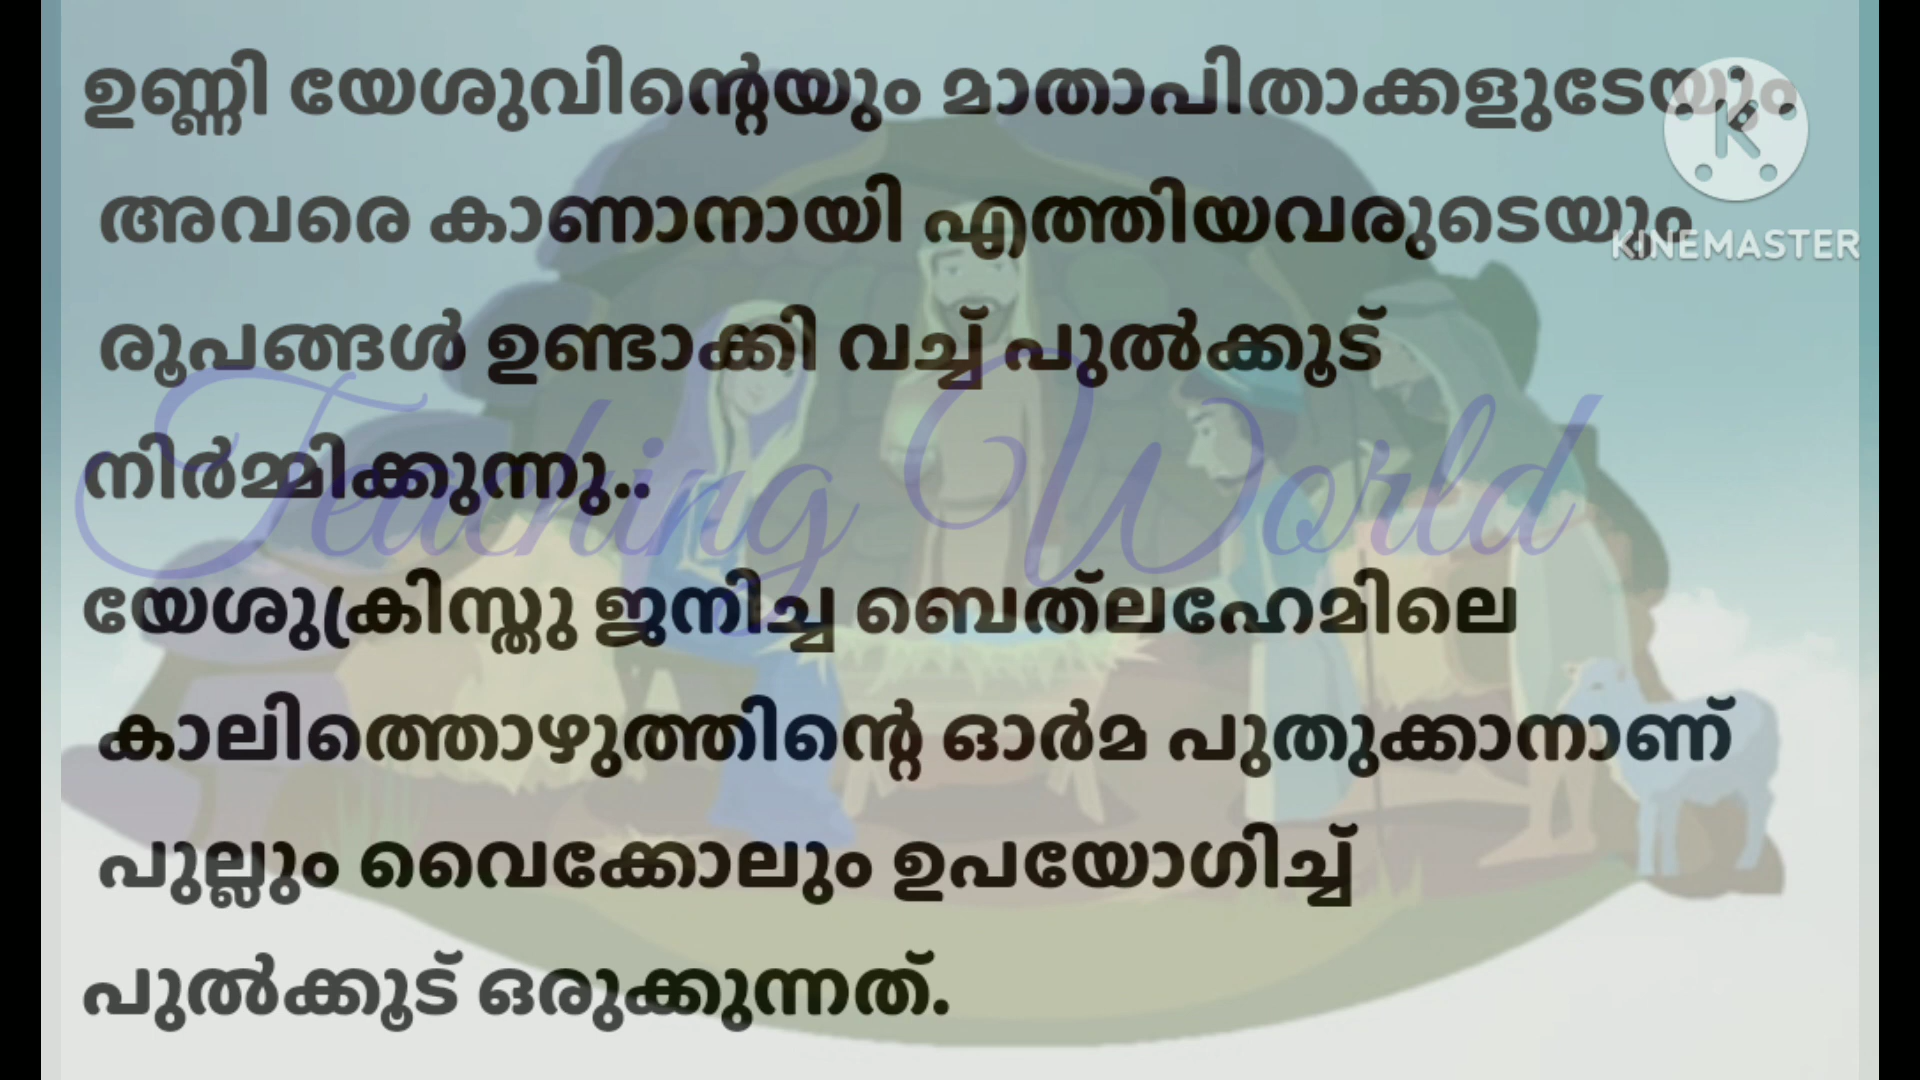 ഉണ്ണി യേശുവിന്റെയും മാതാപിതാക്കളുടേയും
അവരെ കാണാനായി എത്തിയവരുടെയും
രൂപങ്ങൾ ഉണ്ടാക്കി വച്ച് പുൽക്കൂട്
നിർമ്മിക്കുന്നു..
യേശുക്രിസ്തു ജനിച്ച ബെത്‌ലഹേമിലെ
കാലിത്തൊഴുത്തിന്റെ ഓർമ പുതുക്കാനാണ്
പുല്ലും വൈക്കോലും ഉപയോഗിച്ച്
പുൽക്കൂട് ഒരുക്കുന്നത്.
Teaching World
K
KINEMASTER